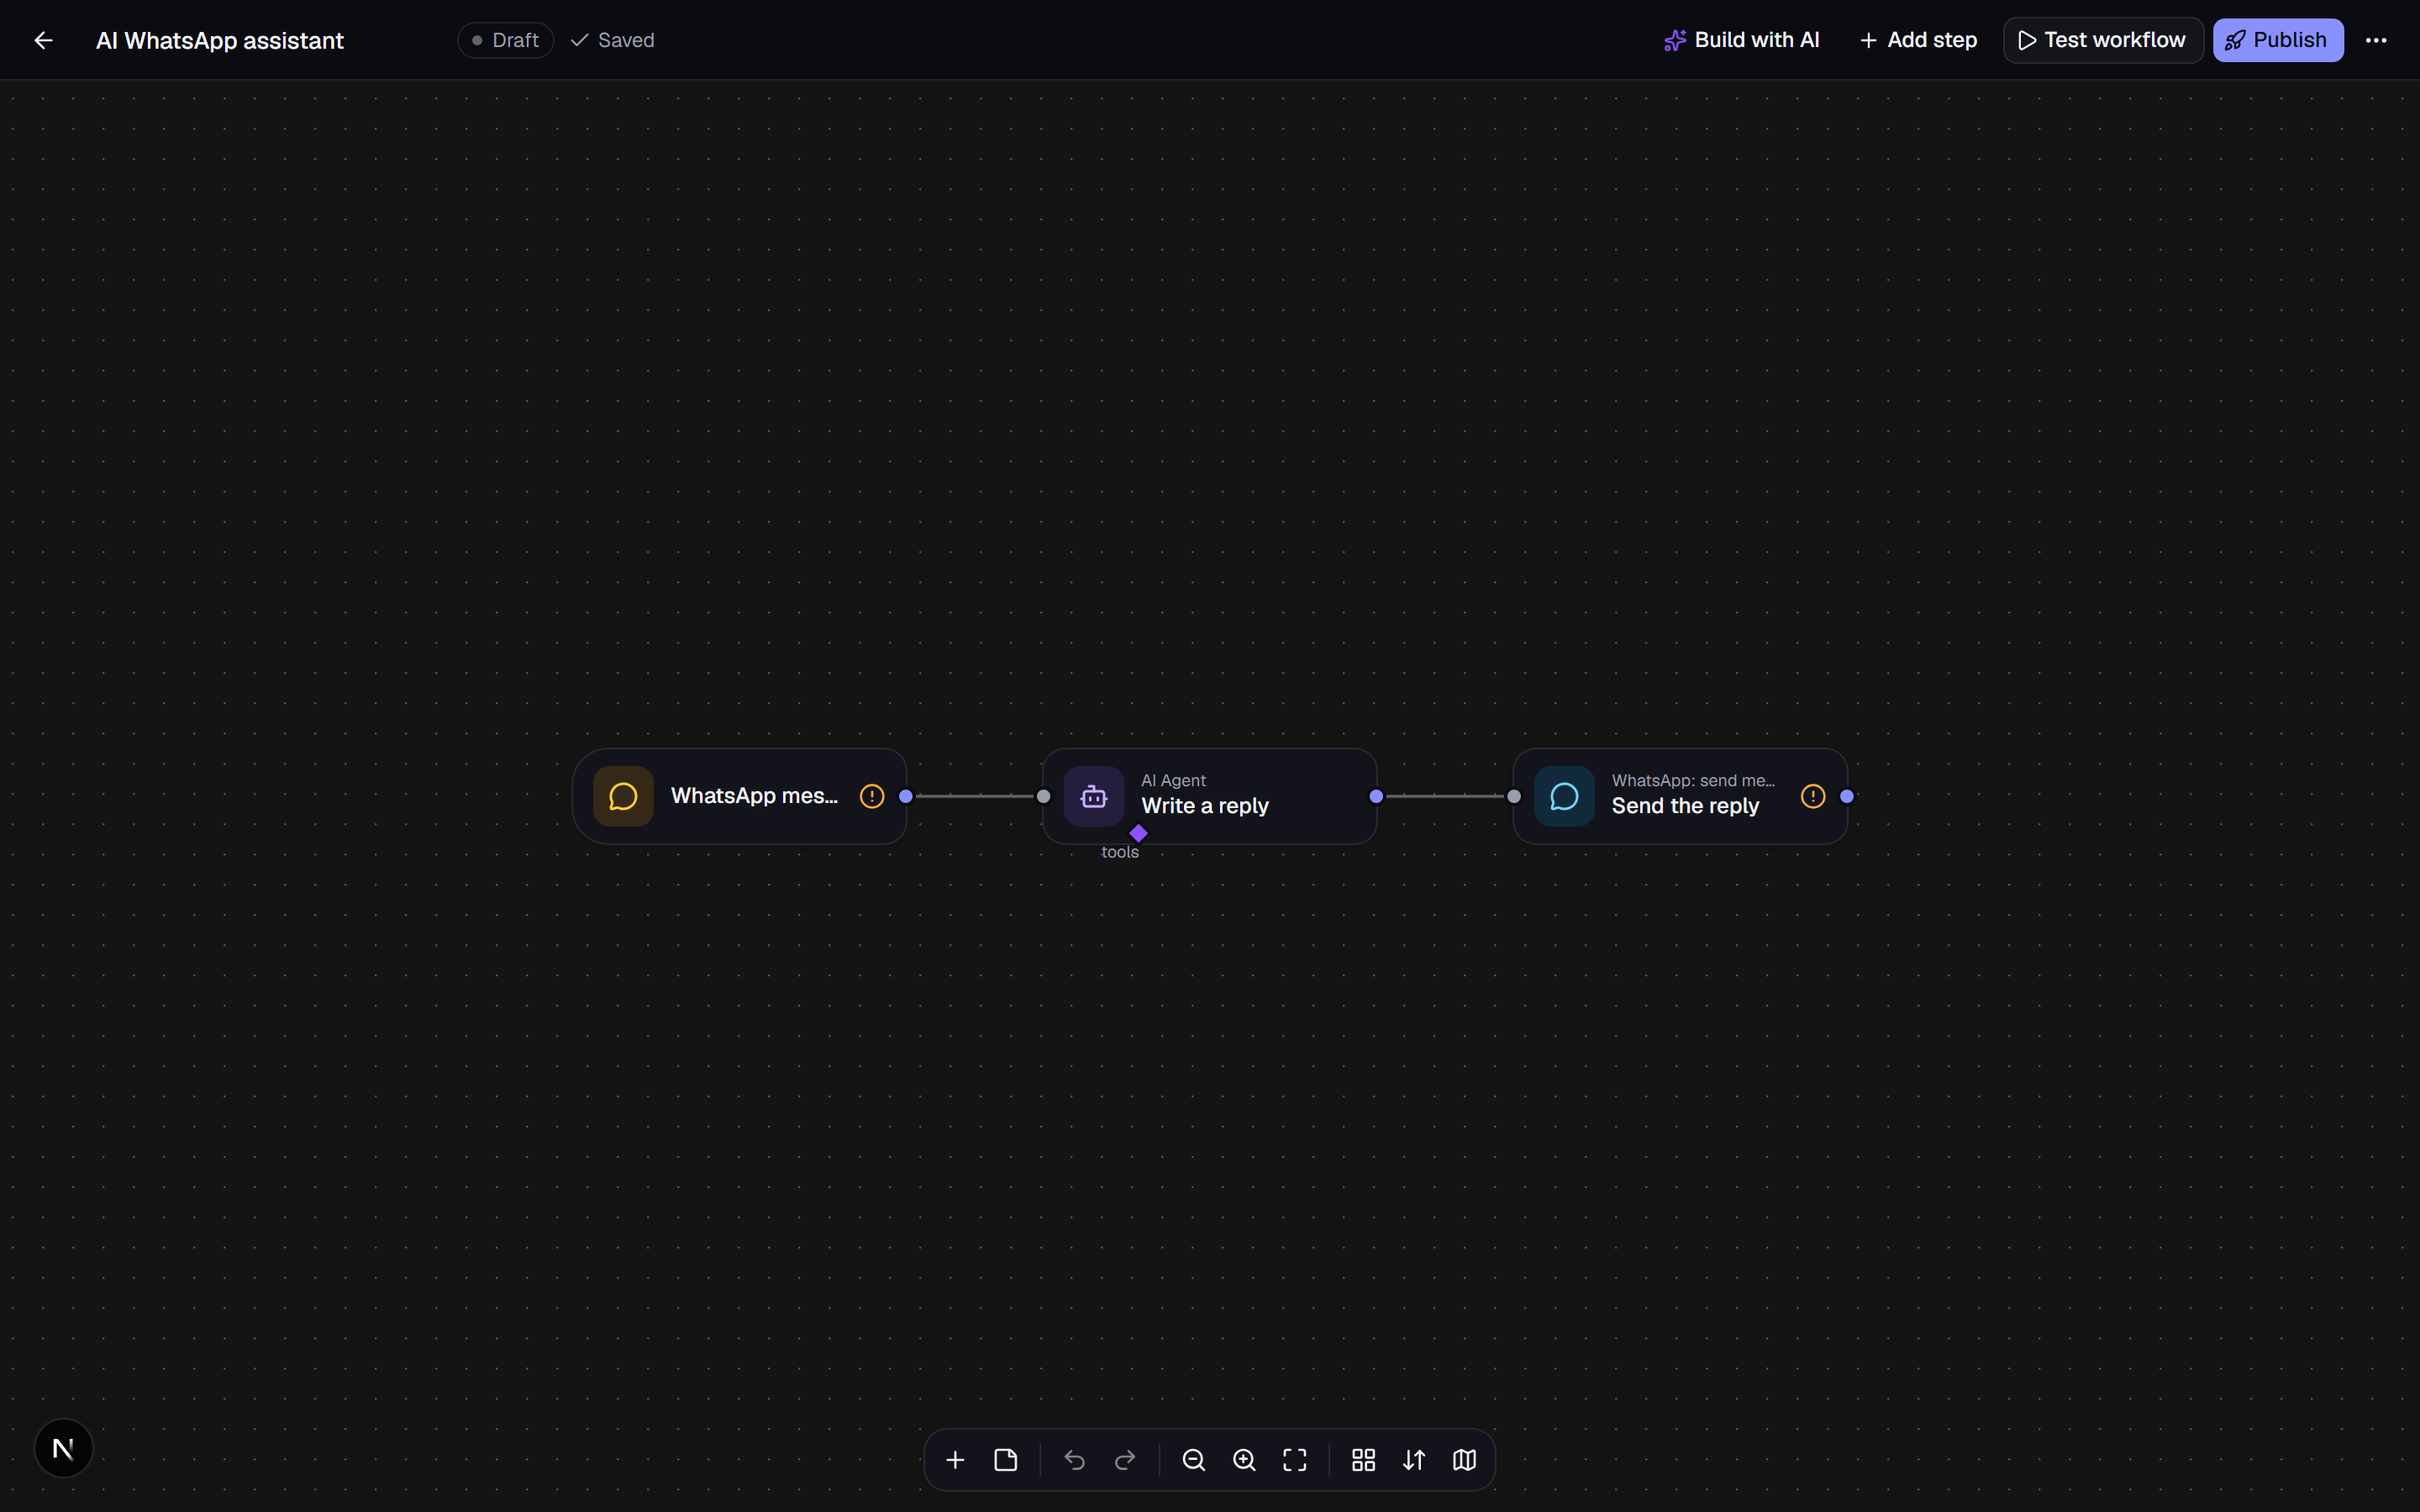 AI WhatsApp assistant
Draft
Saved
Build with AI
Add step
Test workflow
Publish
WhatsApp mes...
AI Agent
Write a reply
tools
WhatsApp: send me...
Send the reply
N